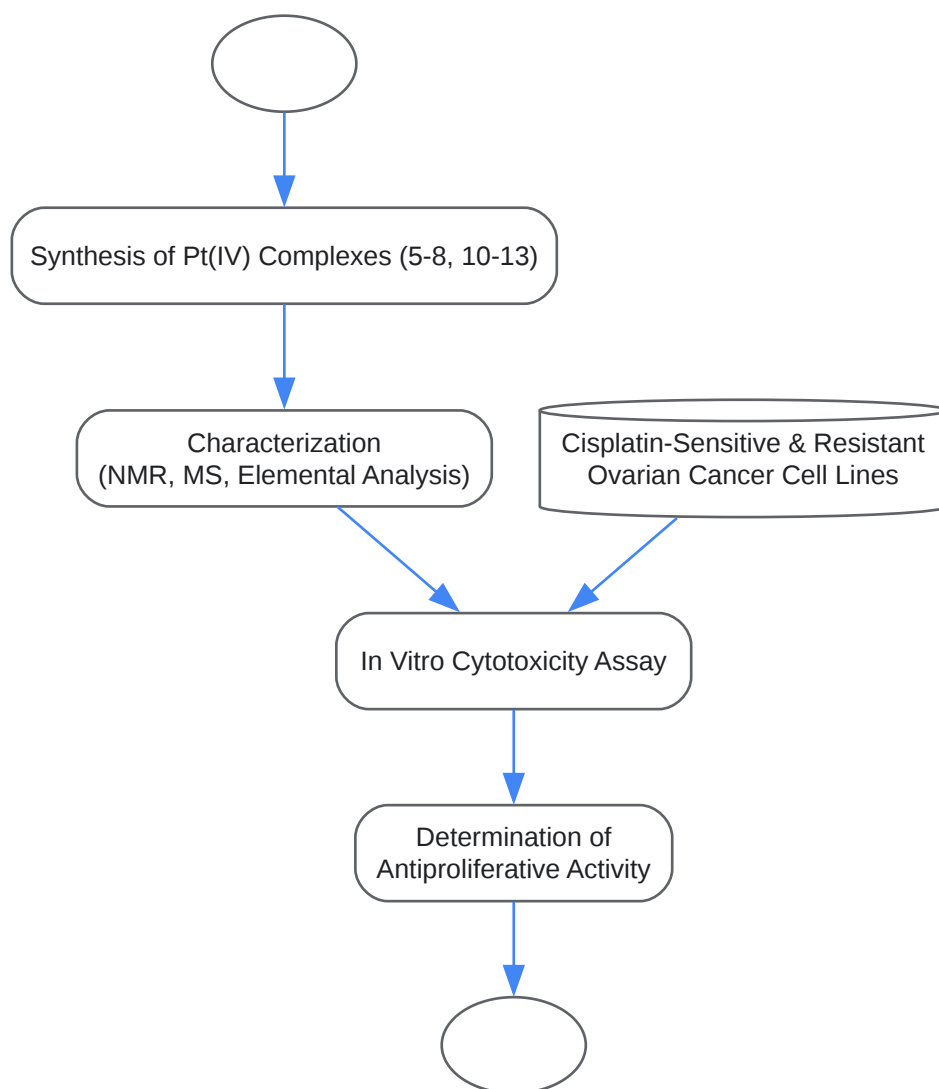 Synthesis of Pt(IV) Complexes (5-8, 10-13)
Characterization
(NMR, MS, Elemental Analysis)
Cisplatin-Sensitive & Resistant
Ovarian Cancer Cell Lines
In Vitro Cytotoxicity Assay
Determination of
Antiproliferative Activity